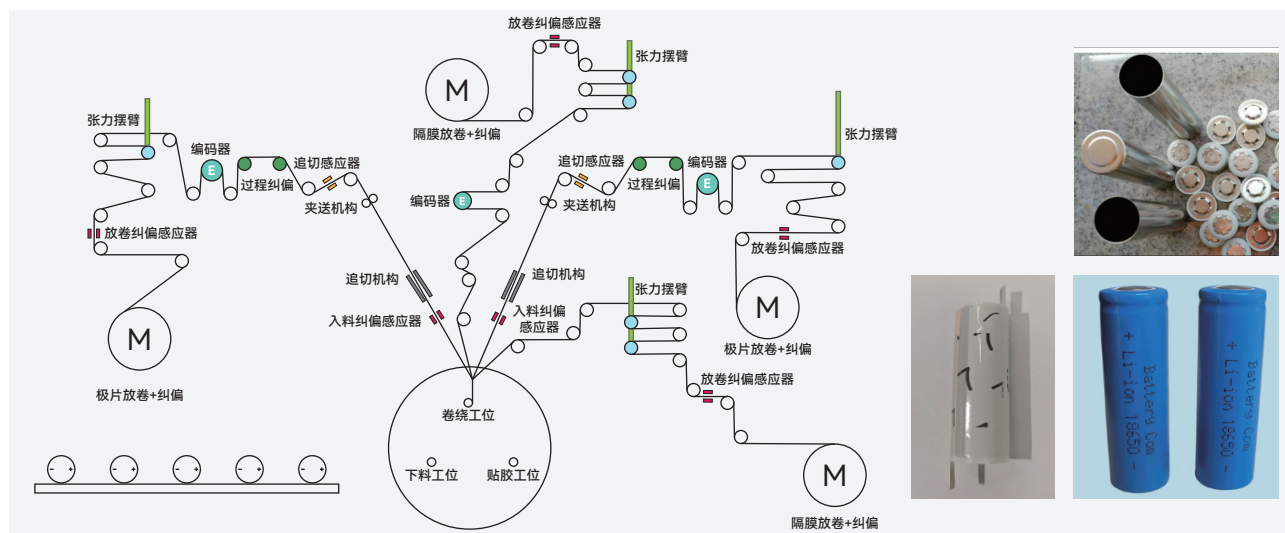 放卷纠偏感应器
张力摆臂
M
隔膜放卷+纠偏
张力摆臂
编码器
E
追切感应器
过程纠偏
夹送机构
放卷纠偏感应器
追切机构
入料纠偏感应器
M
极片放卷+纠偏
编码器
E
追切感应器
过程纠偏
编码器
E
张力摆臂
夹送机构
放卷纠偏感应器
追切机构
入料纠偏
感应器
张力摆臂
M
极片放卷+纠偏
放卷纠偏感应器
卷绕工位
下料工位
贴胶工位
M
隔膜放卷+纠偏
- +
- +
- +
- +
- +
Battery Com
+ Li-ion 18650 -
Battery Com
+ Li-ion 18650 -